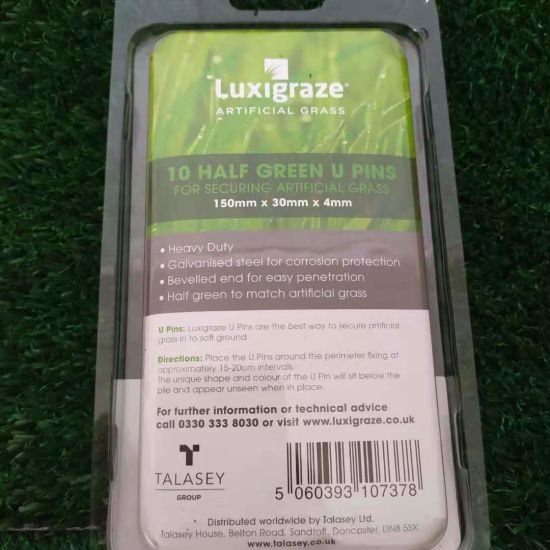 Luxigraze®
ARTIFICIAL GRASS
10 HALF GREEN U PINS
FOR SECURING ARTIFICIAL GRASS
150mm x 30mm x 4mm
• Heavy Duty
• Galvanised steel for corrosion protection
• Bevelled end for easy penetration
• Half green to match artificial grass
U Pins: Luxigraze U Pins are the best way to secure artificial
grass in to soft ground.
Directions: Place the U Pins around the perimeter fixing at
approximately 15-20cm intervals.
The unique shape and colour of the U Pin will sit below the
pile and appear unseen when in place.
For further information or technical advice
call 0330 333 8030 or visit www.luxigraze.co.uk
TALASEY
GROUP
5 060393 107378
Distributed worldwide by Talasey Ltd.
Talasey House, Belton Road, Sandtoft, Doncaster, DN8 5SX.
www.talasey.co.uk